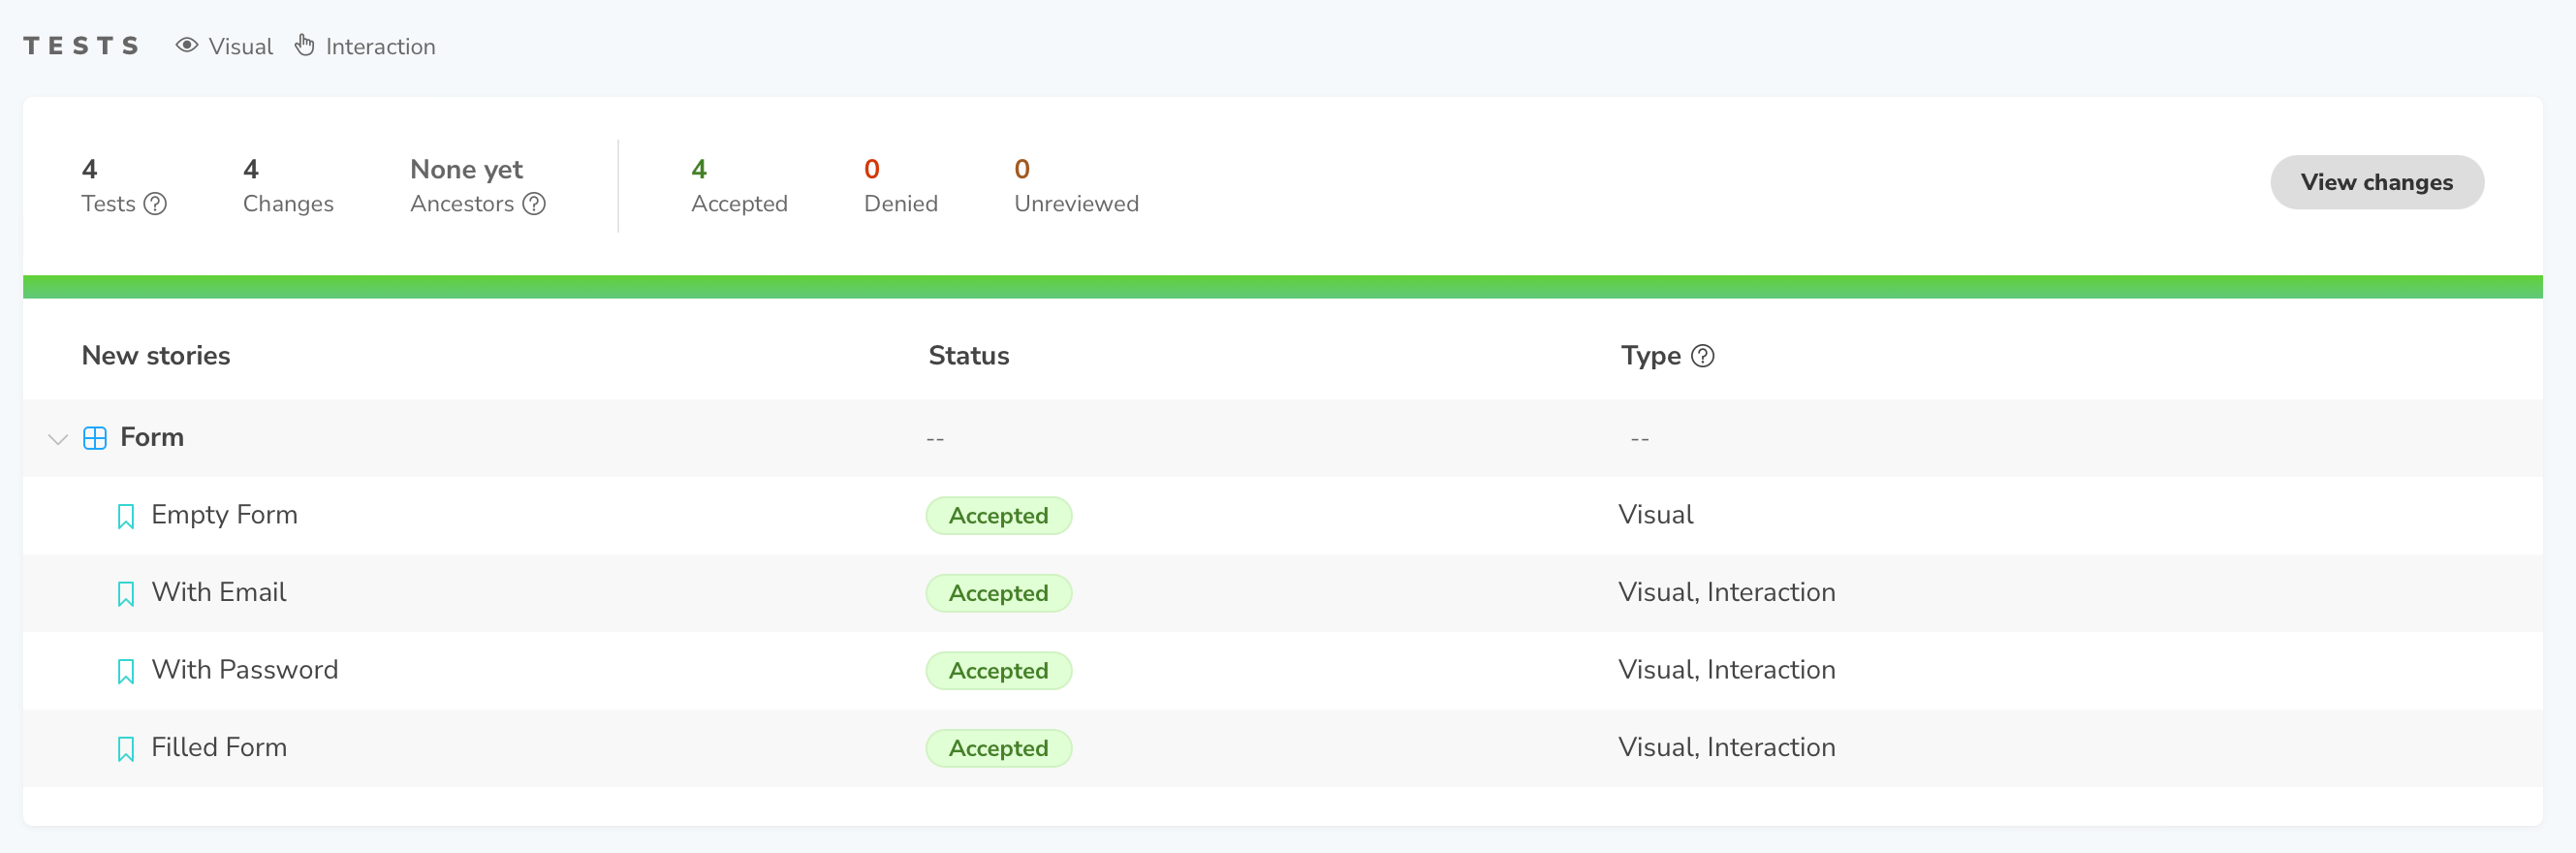 TESTS Visual Interaction
4 4 None yet 4 0 0
Tests Changes Ancestors Accepted Denied Unreviewed
View changes
New stories Status Type
Form -- --
Empty Form Accepted Visual
With Email Accepted Visual, Interaction
With Password Accepted Visual, Interaction
Filled Form Accepted Visual, Interaction